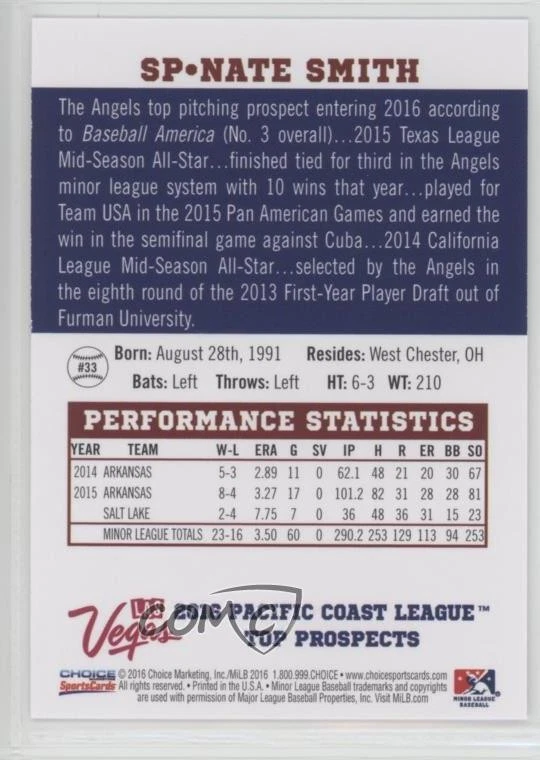 SP•NATE SMITH
The Angels top pitching prospect entering 2016 according
to Baseball America (No. 3 overall)...2015 Texas League
Mid-Season All-Star...finished tied for third in the Angels
minor league system with 10 wins that year...played for
Team USA in the 2015 Pan American Games and earned the
win in the semifinal game against Cuba...2014 California
League Mid-Season All-Star...selected by the Angels in
the eighth round of the 2013 First-Year Player Draft out of
Furman University.
#33
Born: August 28th, 1991 Resides: West Chester, OH
Bats: Left Throws: Left HT: 6-3 WT: 210
PERFORMANCE STATISTICS
YEAR TEAM W-L ERA G SV IP H R ER BB SO
2014 ARKANSAS 5-3 2.89 11 0 62.1 48 21 20 30 67
2015 ARKANSAS 8-4 3.27 17 0 101.2 82 31 28 28 81
SALT LAKE 2-4 7.75 7 0 36 48 36 31 15 23
MINOR LEAGUE TOTALS 23-16 3.50 60 0 290.2 253 129 113 94 253
LAS Vegas
2016 PACIFIC COAST LEAGUE™
TOP PROSPECTS
COMC
CHOICE
SportsCards
© 2016 Choice Marketing, Inc./MiLB 2016 1.800.999.CHOICE • www.choicesportscards.com
All rights reserved. • Printed in the U.S.A. • Minor League Baseball trademarks and copyrights
are used with permission of Major League Baseball Properties, Inc. Visit MiLB.com
MINOR LEAGUE
BASEBALL